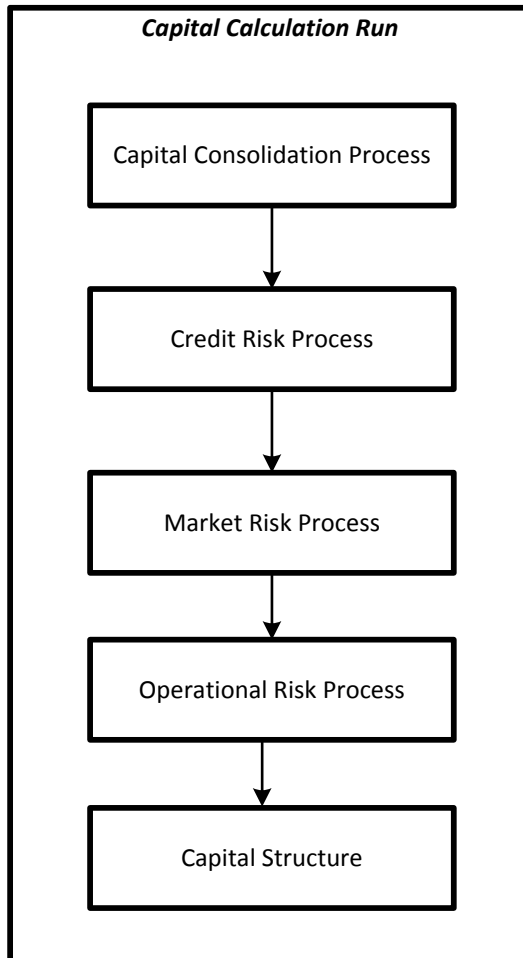 Capital Calculation Run
Capital Consolidation Process
Credit Risk Process
Market Risk Process
Operational Risk Process
Capital Structure